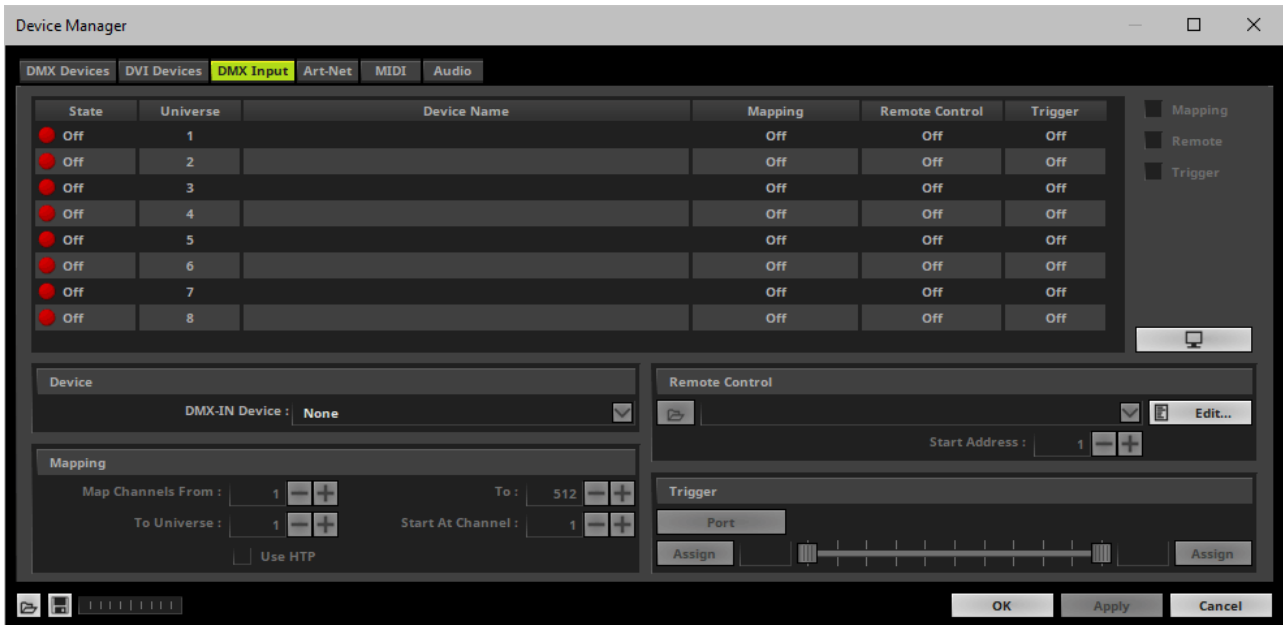 Device Manager
DMX Devices DVI Devices DMX Input Art-Net MIDI Audio
State Universe Device Name Mapping Remote Control Trigger
Off 1 Off Off Off
Off 2 Off Off Off
Off 3 Off Off Off
Off 4 Off Off Off
Off 5 Off Off Off
Off 6 Off Off Off
Off 7 Off Off Off
Off 8 Off Off Off
Mapping
Remote
Trigger
Device
DMX-IN Device : None
Mapping
Map Channels From : 1 To : 512
To Universe : 1 Start At Channel : 1
Use HTP
Remote Control
Edit...
Start Address : 1
Trigger
Port
Assign Assign
OK Apply Cancel